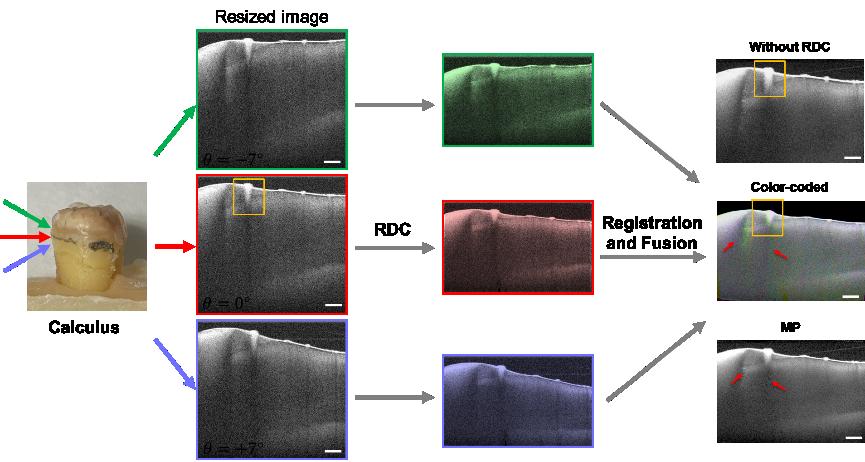 Resized image
Without RDC
θ = −7°
Color-coded
RDC
Registration
and Fusion
θ = 0°
Calculus
MP
θ = +7°